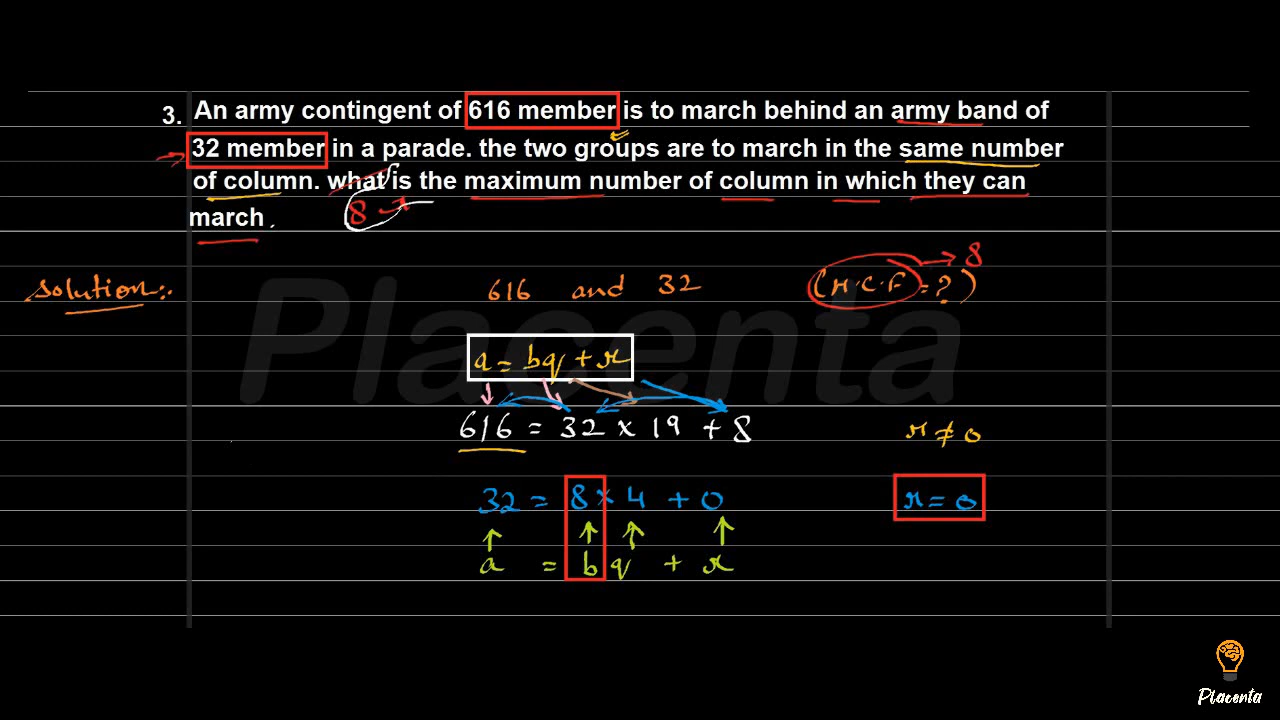 3. An army contingent of 616 member is to march behind an army band of
32 member in a parade. the two groups are to march in the same number
of column. what is the maximum number of column in which they can
march.
8
8
Solution:
616 and 32
(H.C.F = ?)
Placenta
a = bq + r
616 = 32 × 19 + 8
r ≠ 0
32 = 8 × 4 + 0
r = 0
a = b q + r
Placenta